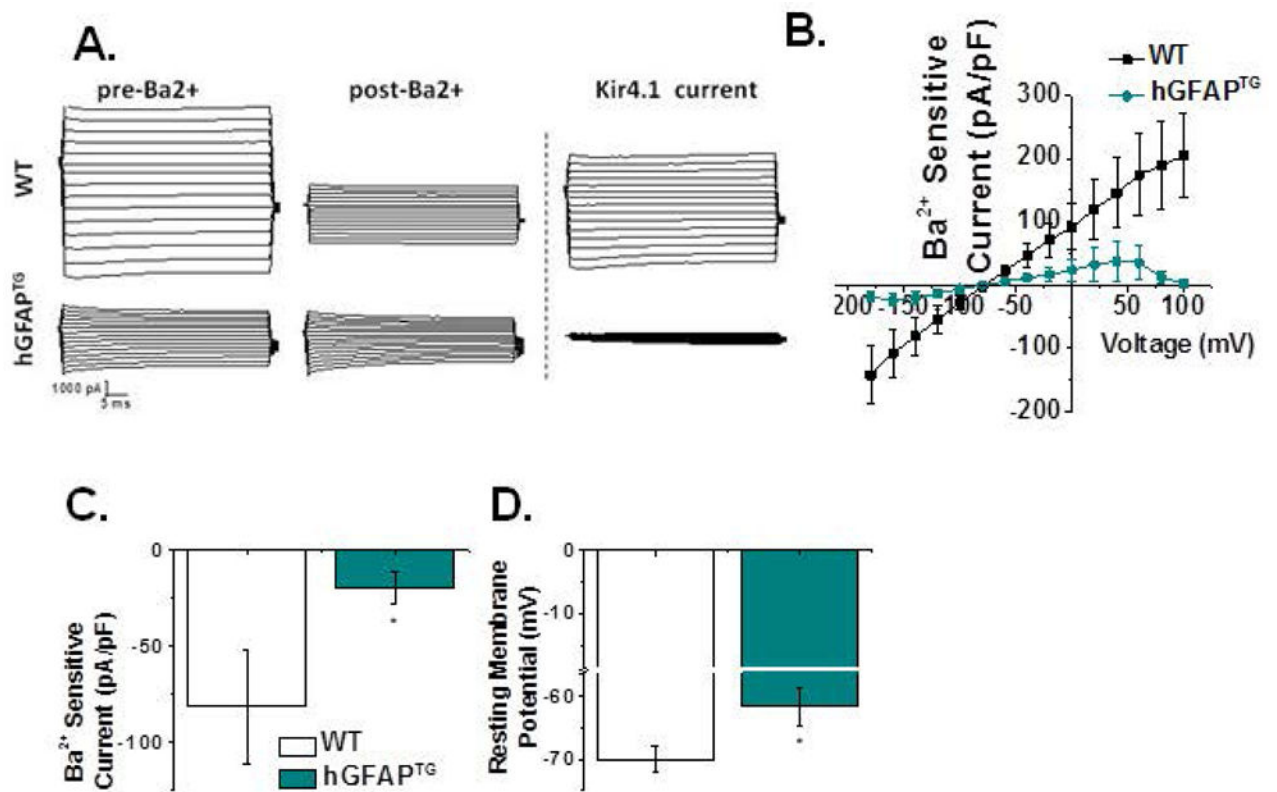 A.
pre-Ba2+
post-Ba2+
Kir4.1 current
WT
hGFAPTG
1000 pA
5 ms
B.
Ba2+ Sensitive
Current (pA/pF)
WT
hGFAPTG
300
200
100
-100
-200
200 -150 -100 -50 50 100
Voltage (mV)
C.
Ba2+ Sensitive
Current (pA/pF)
0
-50
-100
WT
hGFAPTG
*
D.
Resting Membrane
Potential (mV)
0
-10
-60
-70
*